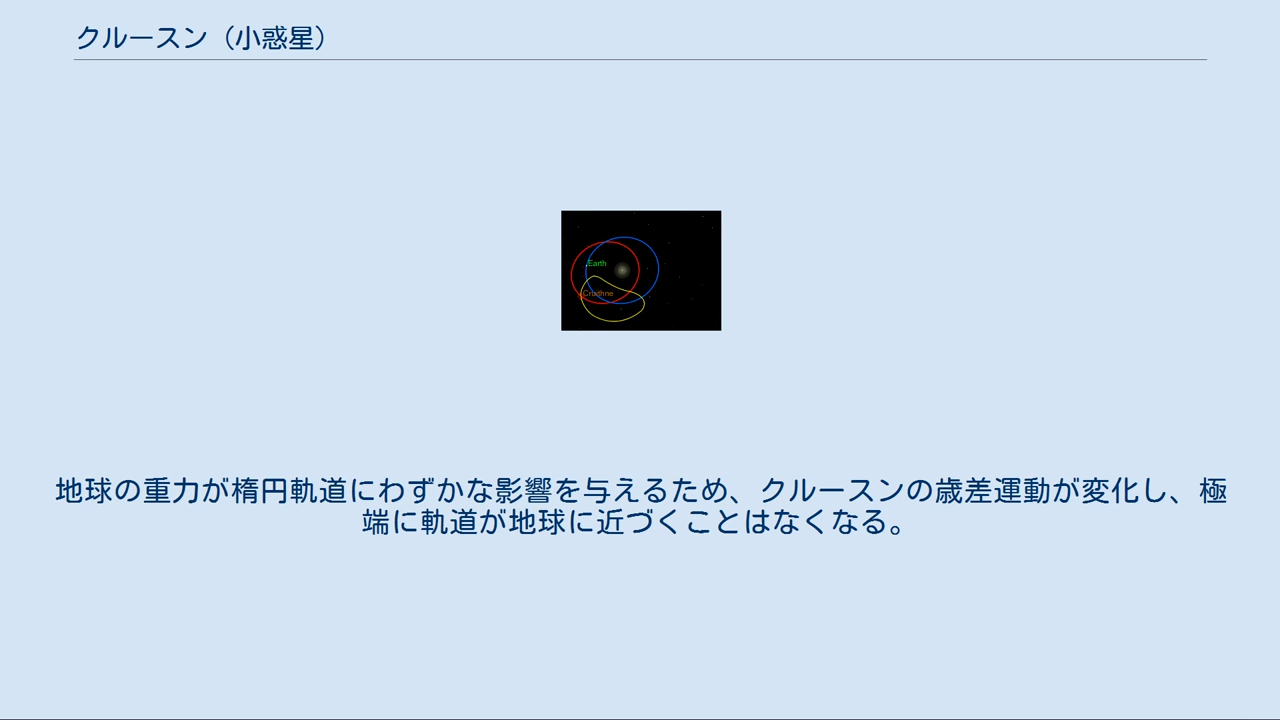 クルースン（小惑星）
Earth
Cruithne
地球の重力が楕円軌道にわずかな影響を与えるため、クルースンの歳差運動が変化し、極
端に軌道が地球に近づくことはなくなる。